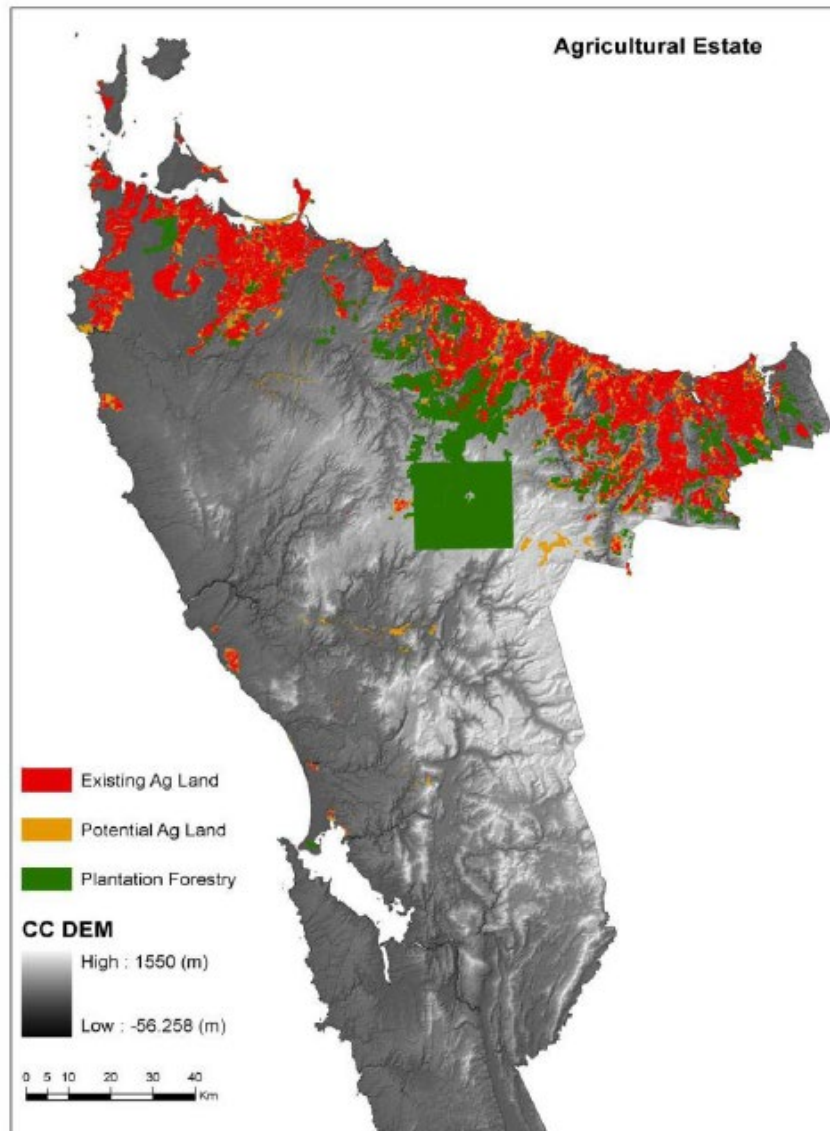 Agricultural Estate
Existing Ag Land
Potential Ag Land
Plantation Forestry
CC DEM
High : 1550 (m)
Low : -56.258 (m)
0 5 10 20 30 40
Km